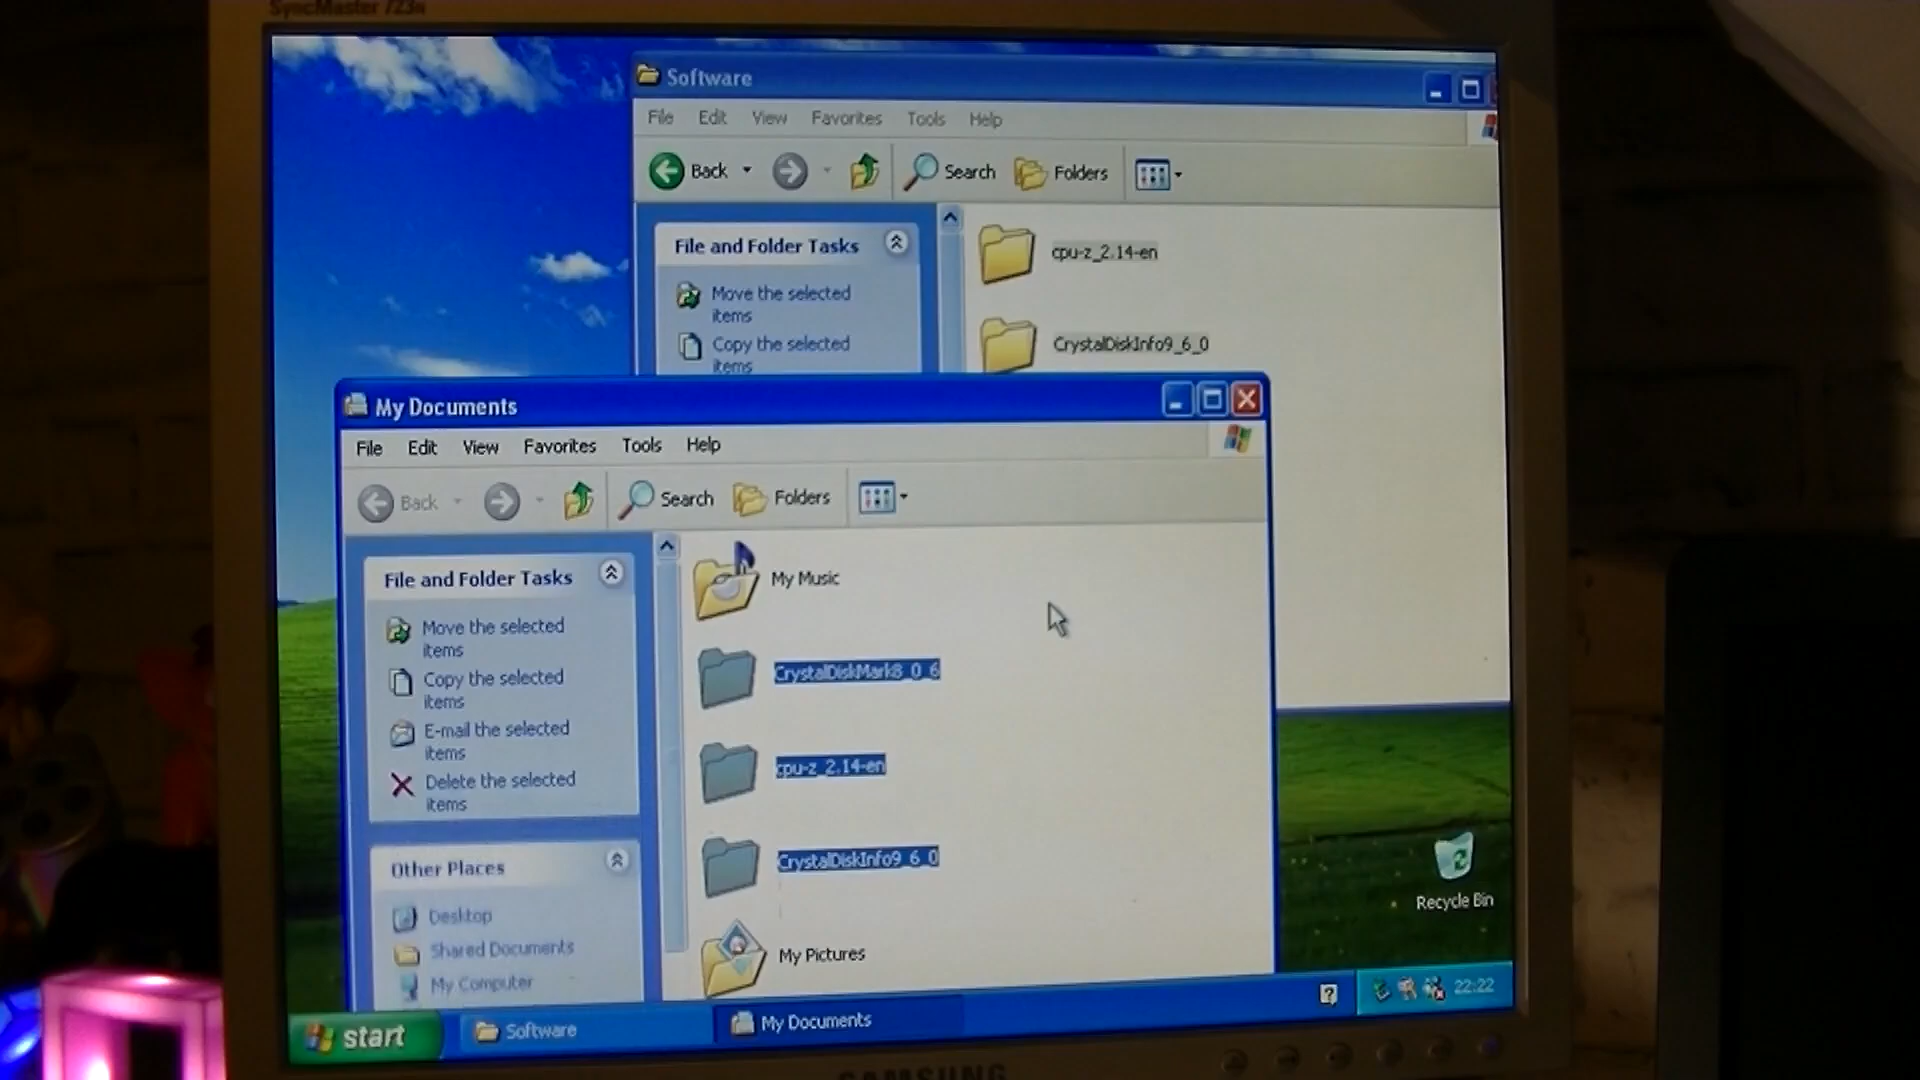 SyncMaster 723n
Software
File Edit View Favorites Tools Help
Back Search Folders
File and Folder Tasks
Move the selected
items
Copy the selected
items
cpu-z_2.14-en
CrystalDiskInfo9_6_0
My Documents
File Edit View Favorites Tools Help
Back Search Folders
File and Folder Tasks
Move the selected
items
Copy the selected
items
E-mail the selected
items
Delete the selected
items
Other Places
Desktop
Shared Documents
My Computer
My Music
CrystalDiskMark8_0_6
cpu-z_2.14-en
CrystalDiskInfo9_6_0
My Pictures
Recycle Bin
start Software My Documents ? 22:22
SAMSUNG